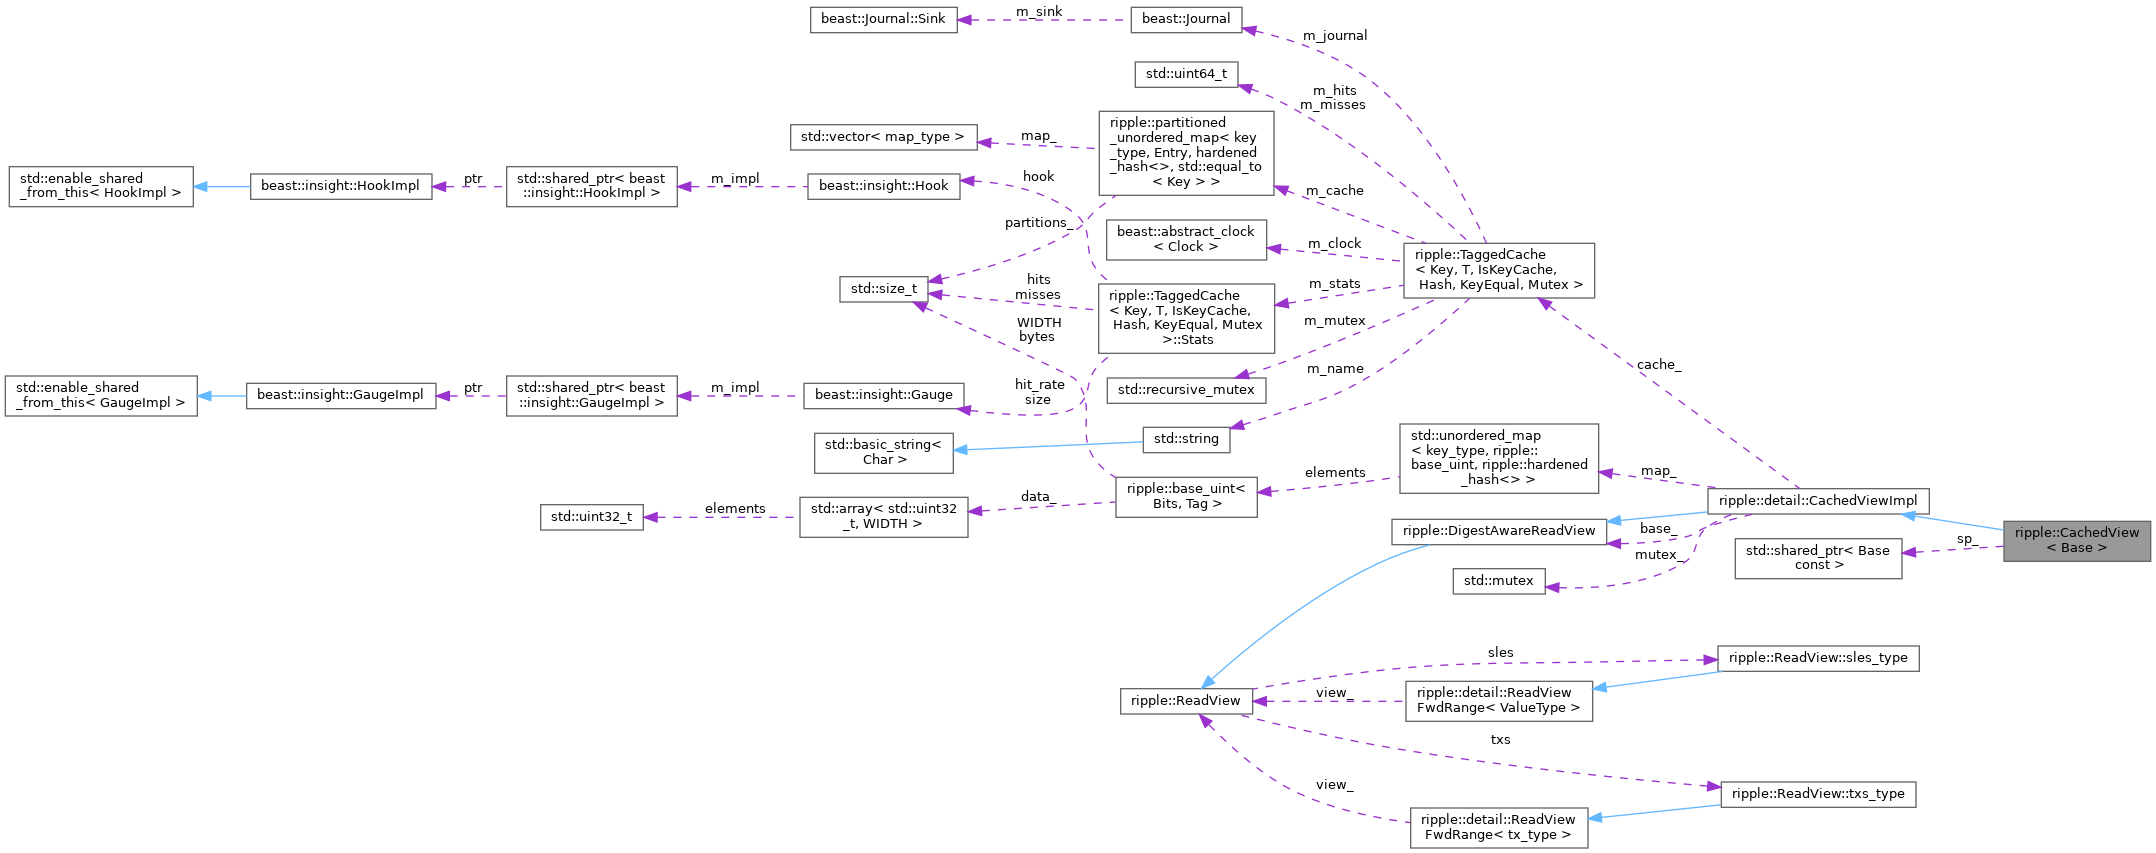 beast::Journal::Sink
m_sink
beast::Journal
m_journal
std::uint64_t
m_hits
m_misses
std::vector< map_type >
map_
ripple::partitioned
_unordered_map< key
_type, Entry, hardened
_hash<>, std::equal_to
< Key > >
m_cache
std::enable_shared
_from_this< HookImpl >
beast::insight::HookImpl
ptr
std::shared_ptr< beast
::insight::HookImpl >
m_impl
beast::insight::Hook
hook
partitions_
beast::abstract_clock
< Clock >
m_clock
ripple::TaggedCache
< Key, T, IsKeyCache,
Hash, KeyEqual, Mutex >
std::size_t
hits
misses
ripple::TaggedCache
< Key, T, IsKeyCache,
Hash, KeyEqual, Mutex
>::Stats
m_stats
WIDTH
bytes
m_mutex
std::recursive_mutex
m_name
cache_
std::enable_shared
_from_this< GaugeImpl >
beast::insight::GaugeImpl
ptr
std::shared_ptr< beast
::insight::GaugeImpl >
m_impl
beast::insight::Gauge
hit_rate
size
std::basic_string<
Char >
std::string
std::unordered_map
< key_type, ripple::
base_uint, ripple::hardened
_hash<> >
map_
elements
ripple::base_uint<
Bits, Tag >
data_
std::array< std::uint32
_t, WIDTH >
elements
std::uint32_t
ripple::detail::CachedViewImpl
ripple::DigestAwareReadView
base_
mutex_
std::mutex
std::shared_ptr< Base
const >
sp_
ripple::CachedView
< Base >
sles
ripple::ReadView::sles_type
ripple::ReadView
view_
ripple::detail::ReadView
FwdRange< ValueType >
txs
ripple::ReadView::txs_type
view_
ripple::detail::ReadView
FwdRange< tx_type >